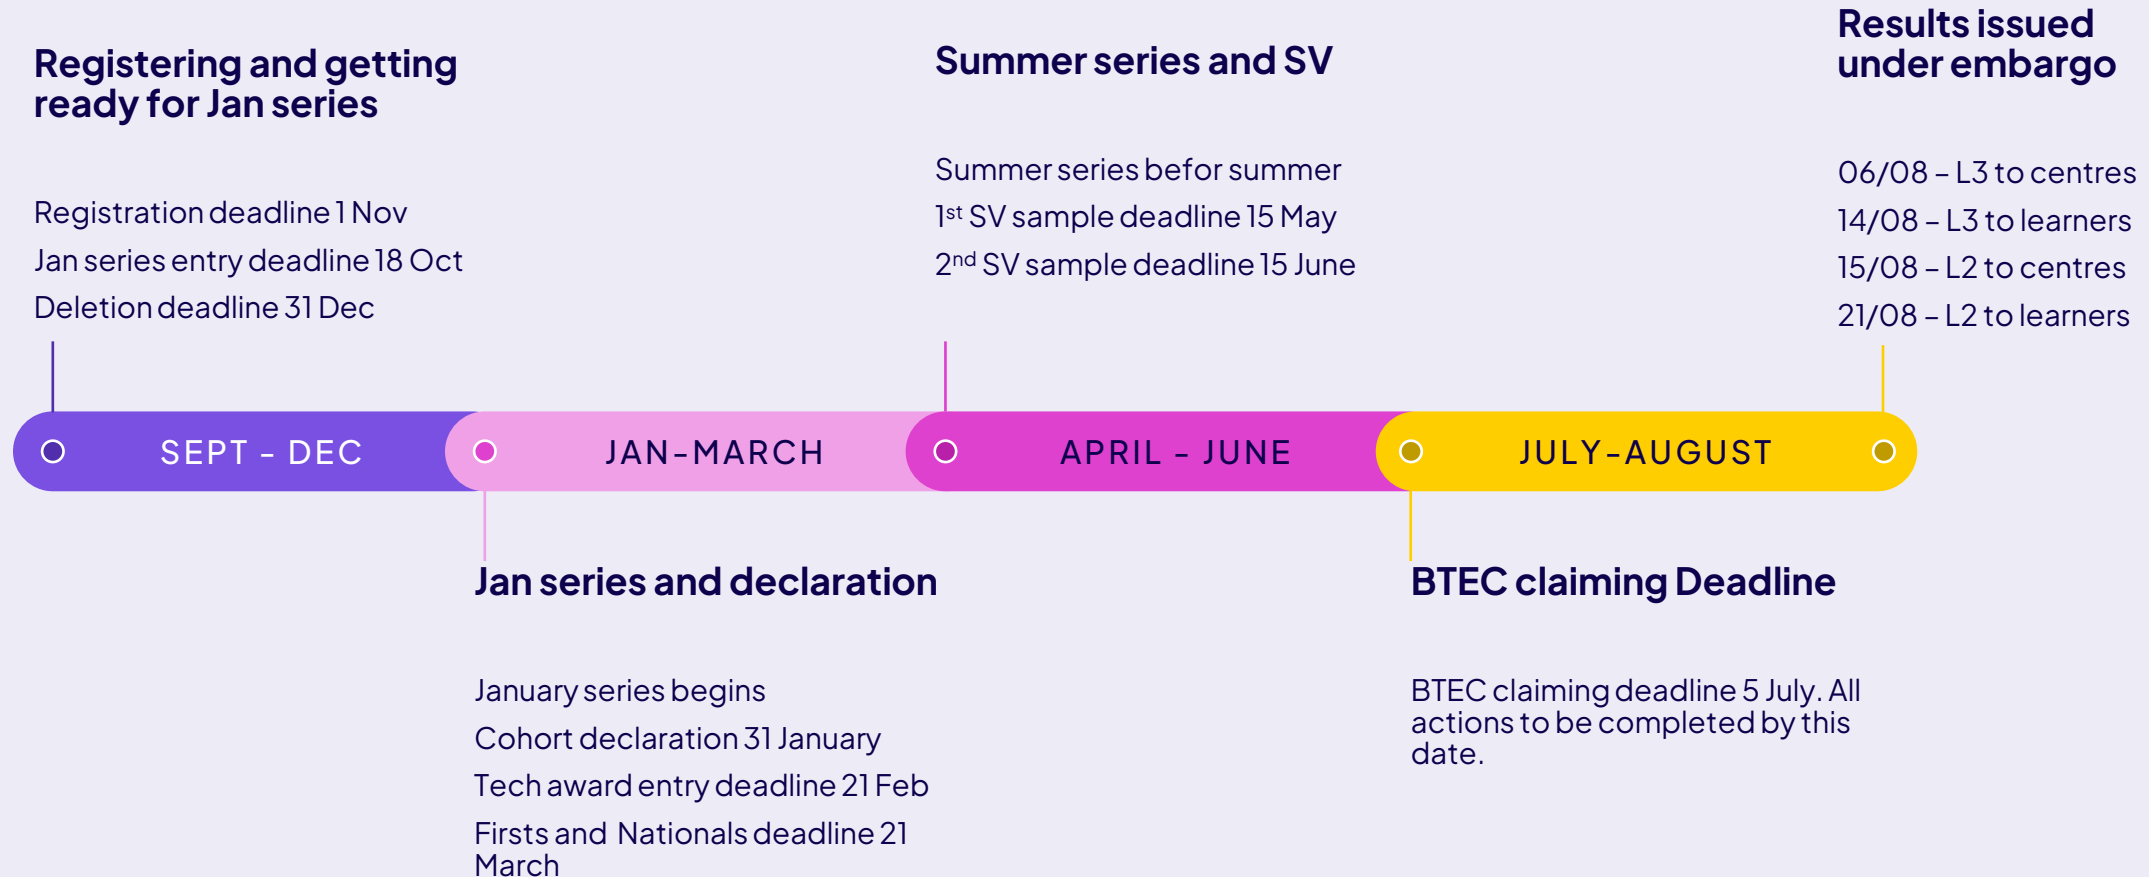 Registering and getting
ready for Jan series
Registration deadline 1 Nov
Jan series entry deadline 18 Oct
Deletion deadline 31 Dec
Summer series and SV
Summer series befor summer
1st SV sample deadline 15 May
2nd SV sample deadline 15 June
Results issued
under embargo
06/08 – L3 to centres
14/08 – L3 to learners
15/08 – L2 to centres
21/08 – L2 to learners
SEPT - DEC
JAN-MARCH
APRIL - JUNE
JULY-AUGUST
Jan series and declaration
January series begins
Cohort declaration 31 January
Tech award entry deadline 21 Feb
Firsts and Nationals deadline 21
March
BTEC claiming Deadline
BTEC claiming deadline 5 July. All
actions to be completed by this
date.